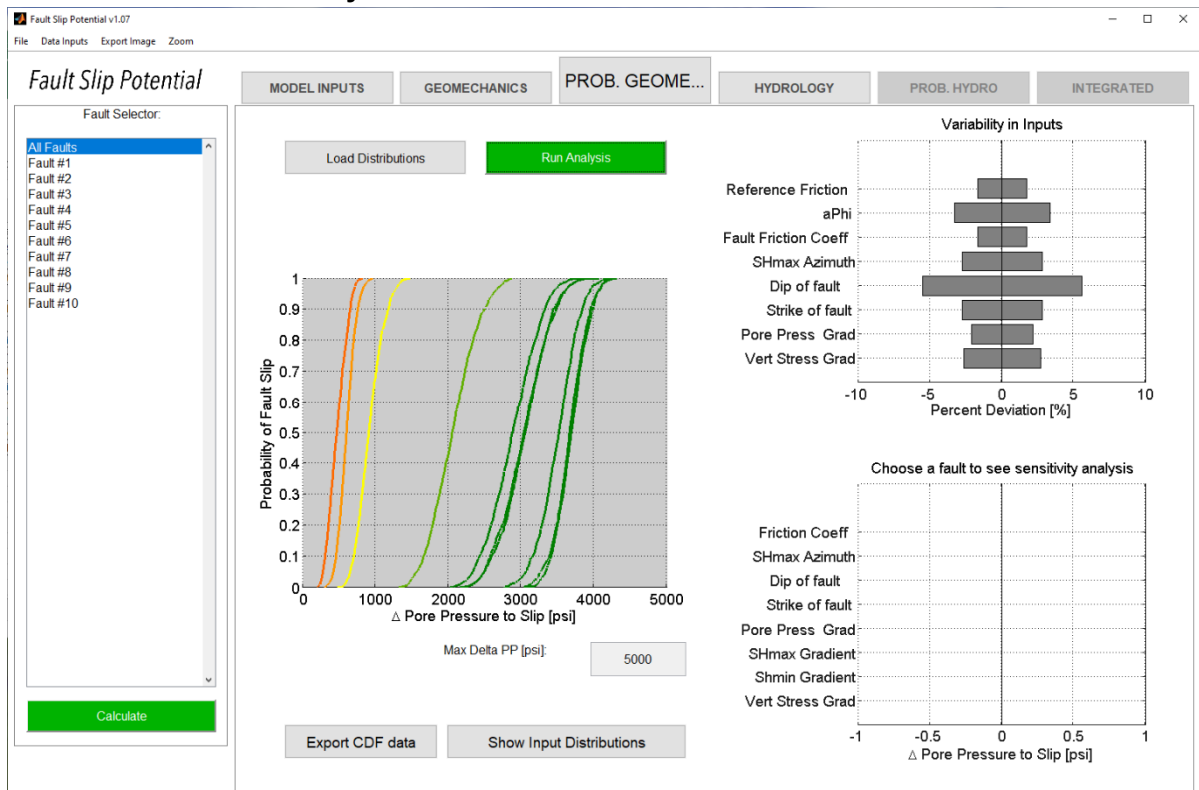 Fault Slip Potential v1.07
File Data Inputs Export Image Zoom
Fault Slip Potential
MODEL INPUTS
GEOMECHANICS
PROB. GEOME...
HYDROLOGY
PROB. HYDRO
INTEGRATED
Fault Selector:
All Faults
Fault #1
Fault #2
Fault #3
Fault #4
Fault #5
Fault #6
Fault #7
Fault #8
Fault #9
Fault #10
Calculate
Load Distributions
Run Analysis
Probability of Fault Slip
1
0.9
0.8
0.7
0.6
0.5
0.4
0.3
0.2
0.1
0
0 1000 2000 3000 4000 5000
Δ Pore Pressure to Slip [psi]
Max Delta PP [psi]:
5000
Export CDF data
Show Input Distributions
Variability in Inputs
Reference Friction
aPhi
Fault Friction Coeff
SHmax Azimuth
Dip of fault
Strike of fault
Pore Press Grad
Vert Stress Grad
-10 -5 0 5 10
Percent Deviation [%]
Choose a fault to see sensitivity analysis
Friction Coeff
SHmax Azimuth
Dip of fault
Strike of fault
Pore Press Grad
SHmax Gradient
Shmin Gradient
Vert Stress Grad
-1 -0.5 0 0.5 1
Δ Pore Pressure to Slip [psi]